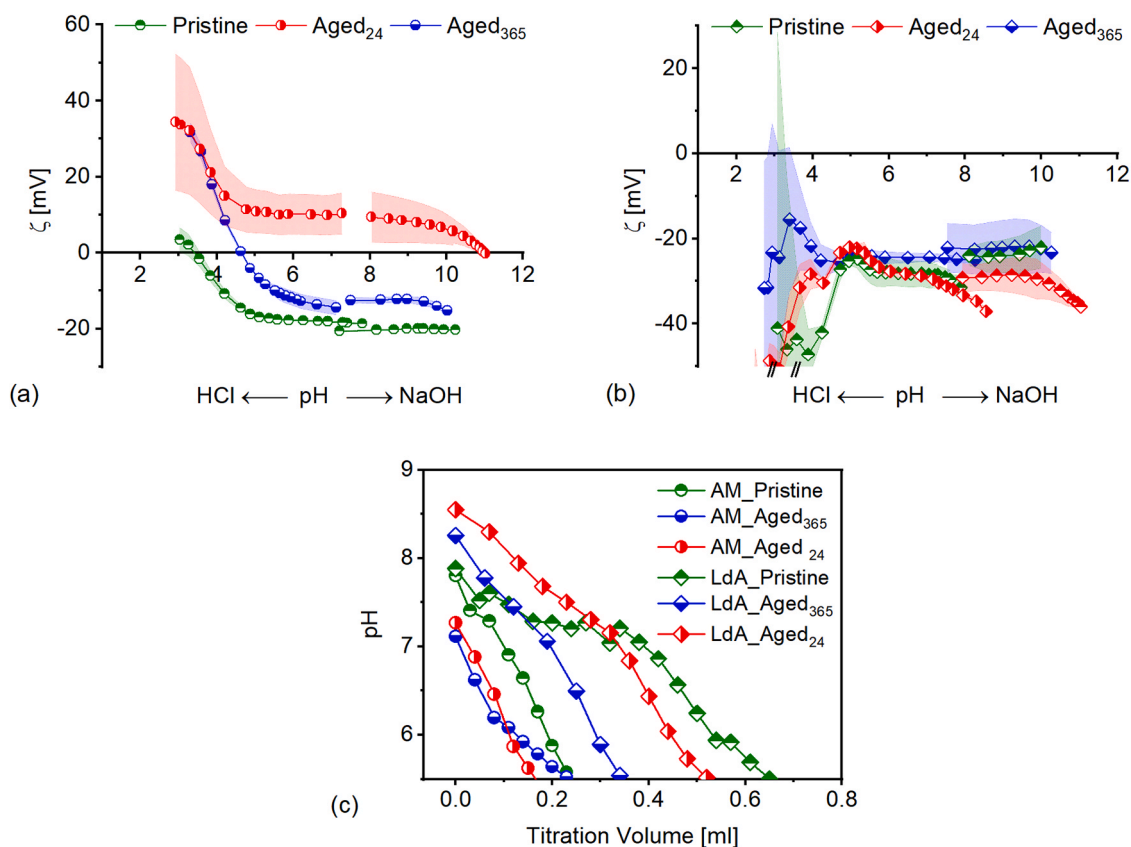 Pristine Aged24 Aged365
60
40
20
0
-20
2 4 6 8 10 12
ζ [mV]
(a)
HCl ⟵ pH ⟶ NaOH
Pristine Aged24 Aged365
20
0
-20
-40
2 4 6 8 10 12
ζ [mV]
(b)
HCl ⟵ pH ⟶ NaOH
9
8
7
6
pH
AM_Pristine
AM_Aged365
AM_Aged 24
LdA_Pristine
LdA_Aged365
LdA_Aged24
0.0 0.2 0.4 0.6 0.8
(c)
Titration Volume [ml]